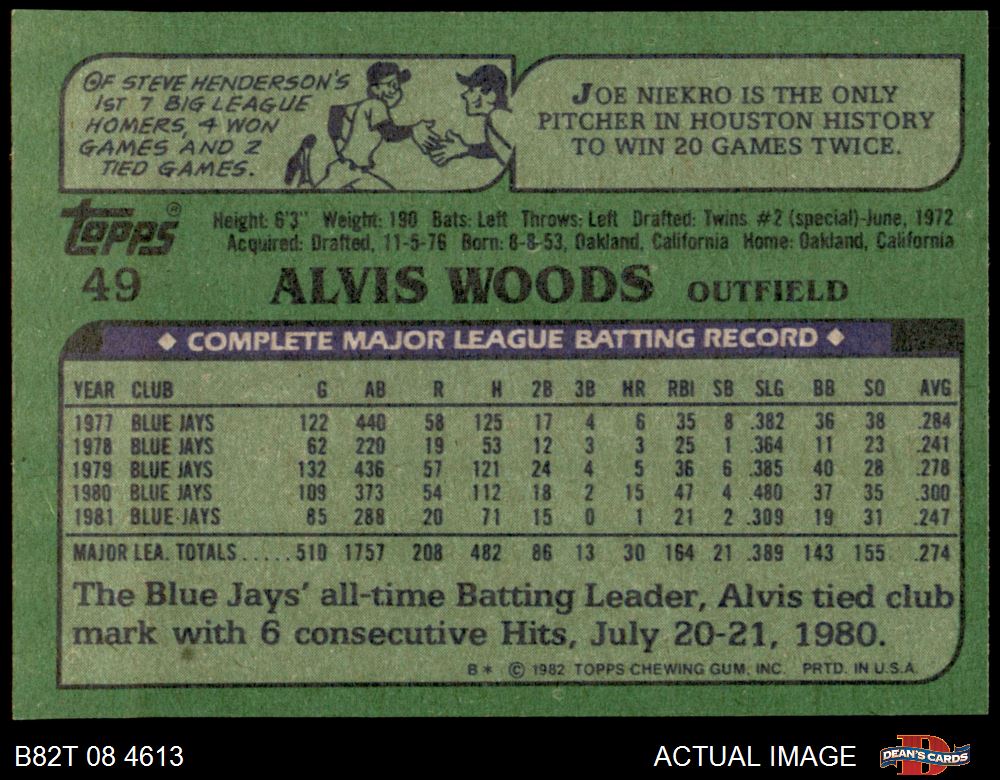 OF STEVE HENDERSON'S
1ST 7 BIG LEAGUE
HOMERS, 4 WON
GAMES AND 2
TIED GAMES.
JOE NIEKRO IS THE ONLY
PITCHER IN HOUSTON HISTORY
TO WIN 20 GAMES TWICE.
Topps®
Height: 6'3" Weight: 190 Bats: Left Throws: Left Drafted: Twins #2 (special)-June, 1972
Acquired: Drafted, 11-5-76 Born: 8-8-53, Oakland, California Home: Oakland, California
49 ALVIS WOODS OUTFIELD
◆ COMPLETE MAJOR LEAGUE BATTING RECORD ◆
YEAR CLUB G AB R H 2B 3B HR RBI SB SLG BB SO AVG
1977 BLUE JAYS 122 440 58 125 17 4 6 35 8 .382 36 38 .284
1978 BLUE JAYS 62 220 19 53 12 3 3 25 1 .364 11 23 .241
1979 BLUE JAYS 132 436 57 121 24 4 5 36 6 .385 40 28 .278
1980 BLUE JAYS 109 373 54 112 18 2 15 47 4 .480 37 35 .300
1981 BLUE JAYS 85 288 20 71 15 0 1 21 2 .309 19 31 .247
MAJOR LEA. TOTALS.....510 1757 208 482 86 13 30 164 21 .389 143 155 .274
The Blue Jays' all-time Batting Leader, Alvis tied club
mark with 6 consecutive Hits, July 20-21, 1980.
B* © 1982 TOPPS CHEWING GUM, INC. PRTD. IN U.S.A.
B82T 08 4613
ACTUAL IMAGE
D
DEAN'S CARDS